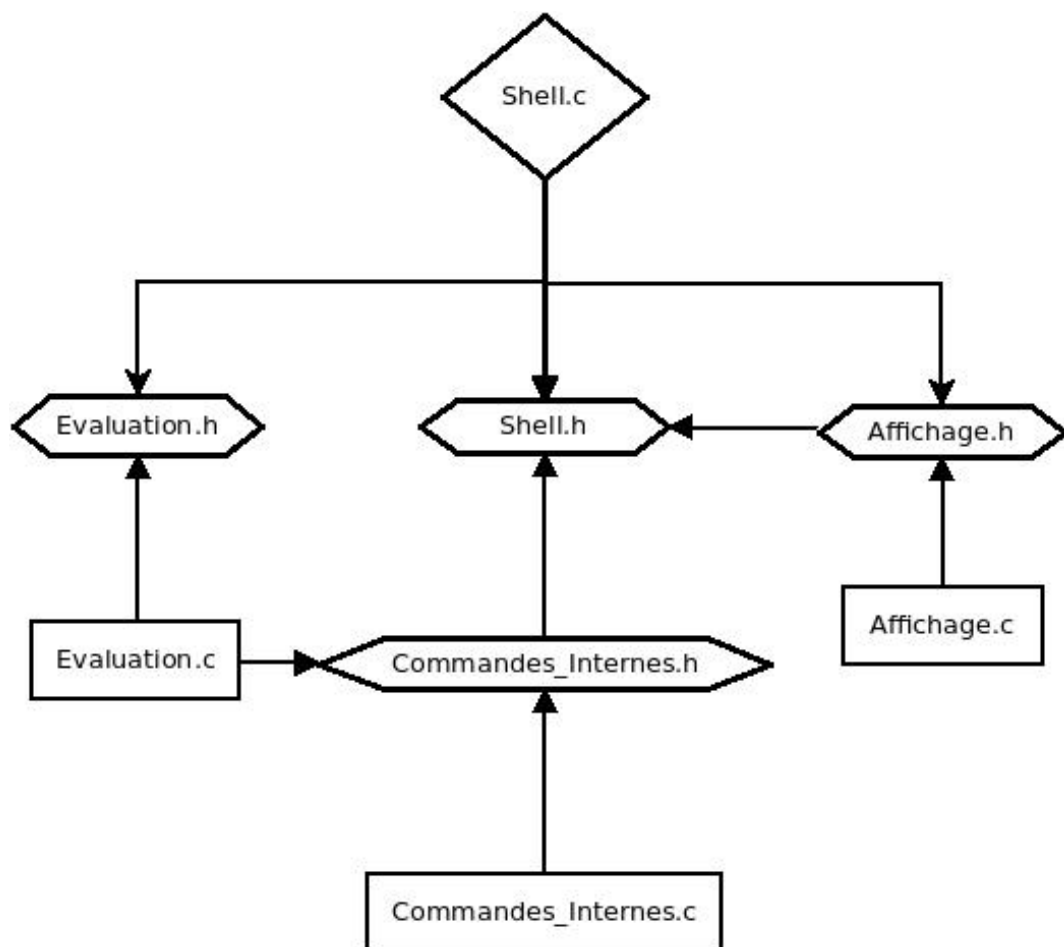 Shell.c
Evaluation.h
Shell.h
Affichage.h
Evaluation.c
Commandes_Internes.h
Affichage.c
Commandes_Internes.c